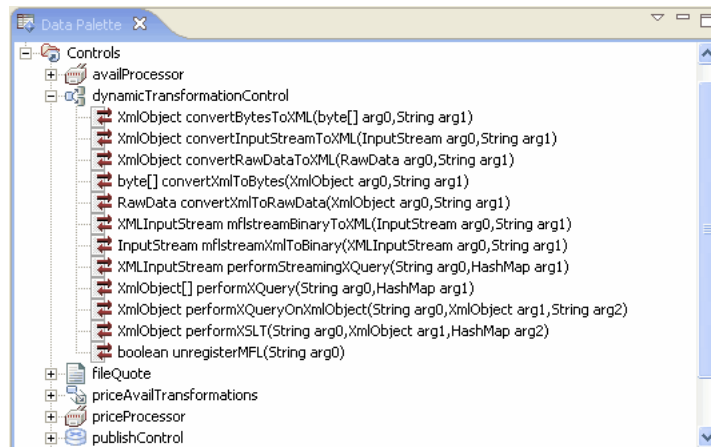 Data Palette
Controls
availProcessor
dynamicTransformationControl
XmlObject convertBytesToXML(byte[] arg0,String arg1)
XmlObject convertInputStreamToXML(InputStream arg0,String arg1)
XmlObject convertRawDataToXML(RawData arg0,String arg1)
byte[] convertXmlToBytes(XmlObject arg0,String arg1)
RawData convertXmlToRawData(XmlObject arg0,String arg1)
XMLInputStream mflstreamBinaryToXML(InputStream arg0,String arg1)
InputStream mflstreamXmlToBinary(XMLInputStream arg0,String arg1)
XMLInputStream performStreamingXQuery(String arg0,HashMap arg1)
XmlObject[] performXQuery(String arg0,HashMap arg1)
XmlObject performXQueryOnXmlObject(String arg0,XmlObject arg1,String arg2)
XmlObject performXSLT(String arg0,XmlObject arg1,HashMap arg2)
boolean unregisterMFL(String arg0)
fileQuote
priceAvailTransformations
priceProcessor
publishControl